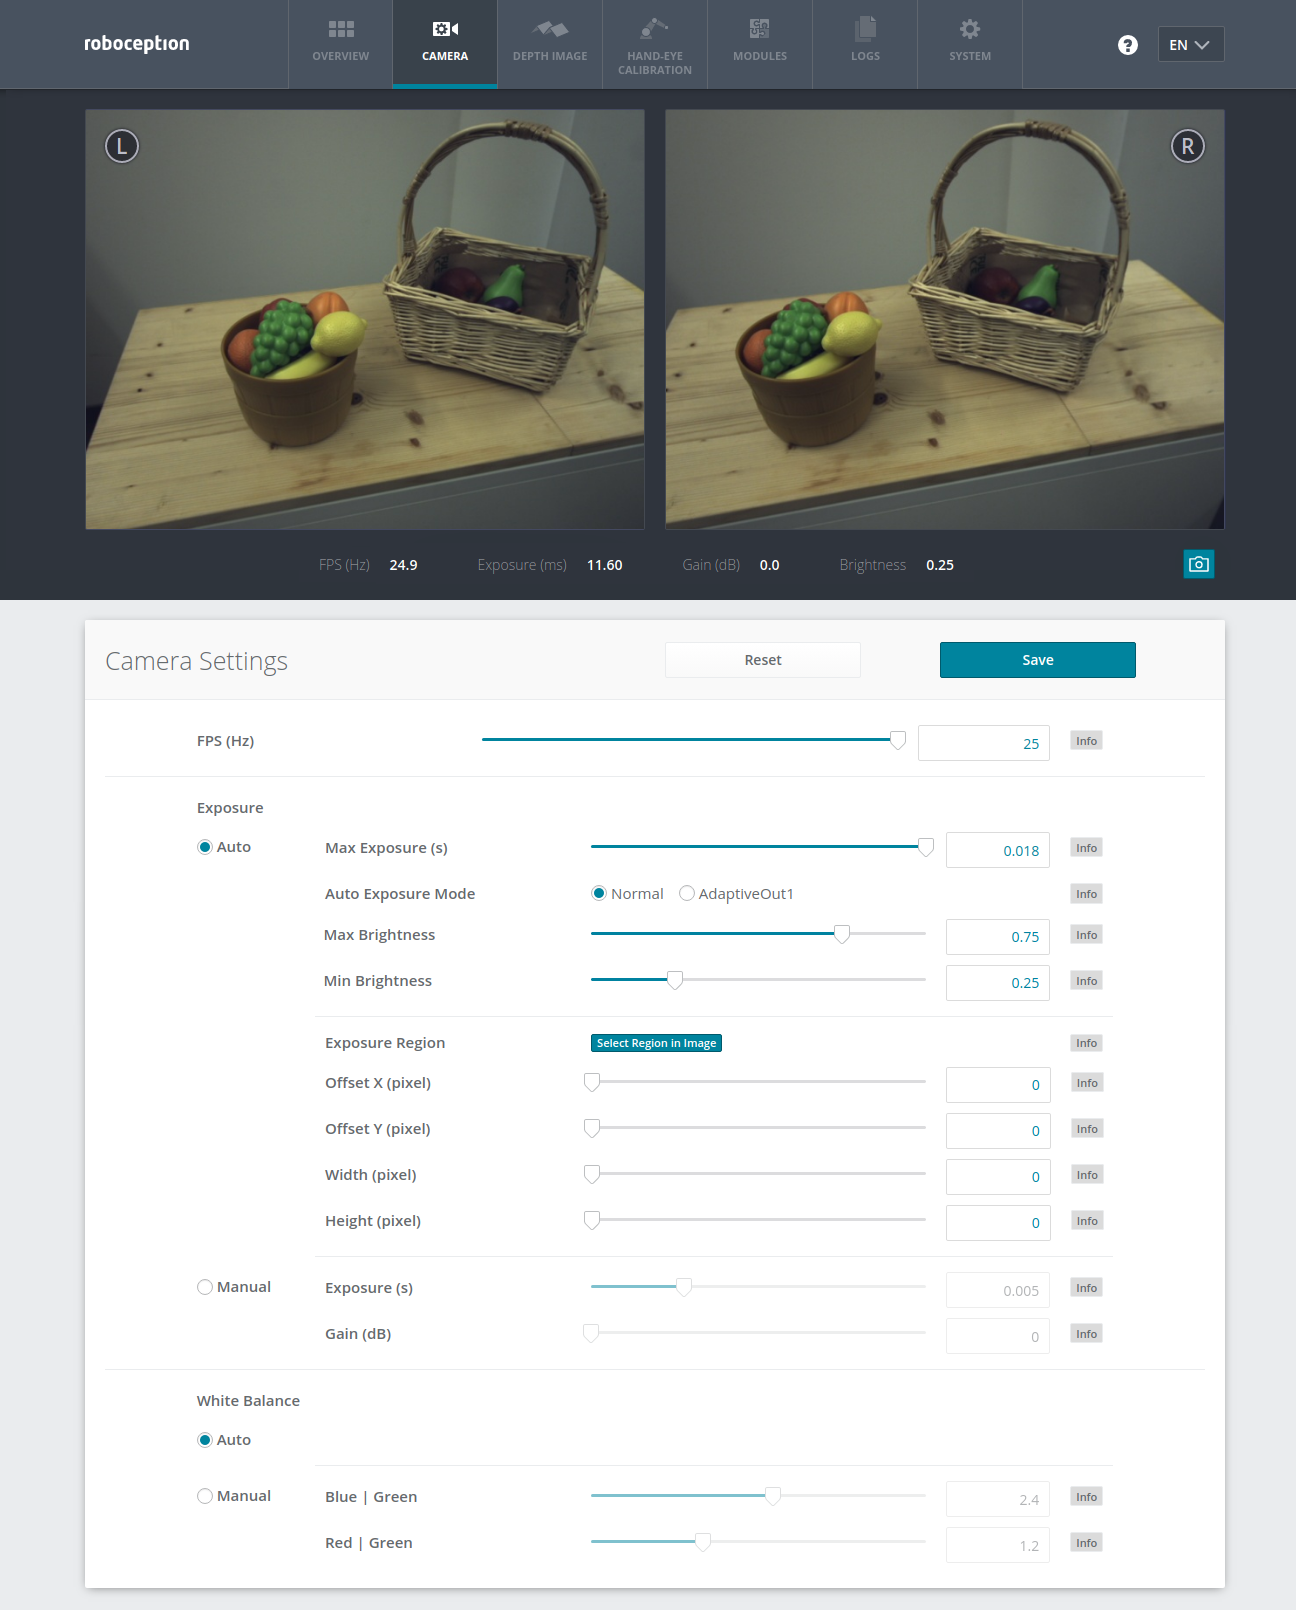 roboception
OVERVIEW
CAMERA
DEPTH IMAGE
HAND-EYE
CALIBRATION
MODULES
LOGS
SYSTEM
?
EN
L
R
FPS (Hz) 24.9 Exposure (ms) 11.60 Gain (dB) 0.0 Brightness 0.25
Camera Settings Reset Save
FPS (Hz) 25 Info
Exposure
Auto Max Exposure (s) 0.018 Info
Auto Exposure Mode Normal AdaptiveOut1 Info
Max Brightness 0.75 Info
Min Brightness 0.25 Info
Exposure Region Select Region in Image Info
Offset X (pixel) 0 Info
Offset Y (pixel) 0 Info
Width (pixel) 0 Info
Height (pixel) 0 Info
Manual Exposure (s) 0.005 Info
Gain (dB) 0 Info
White Balance
Auto
Manual Blue | Green 2.4 Info
Red | Green 1.2 Info